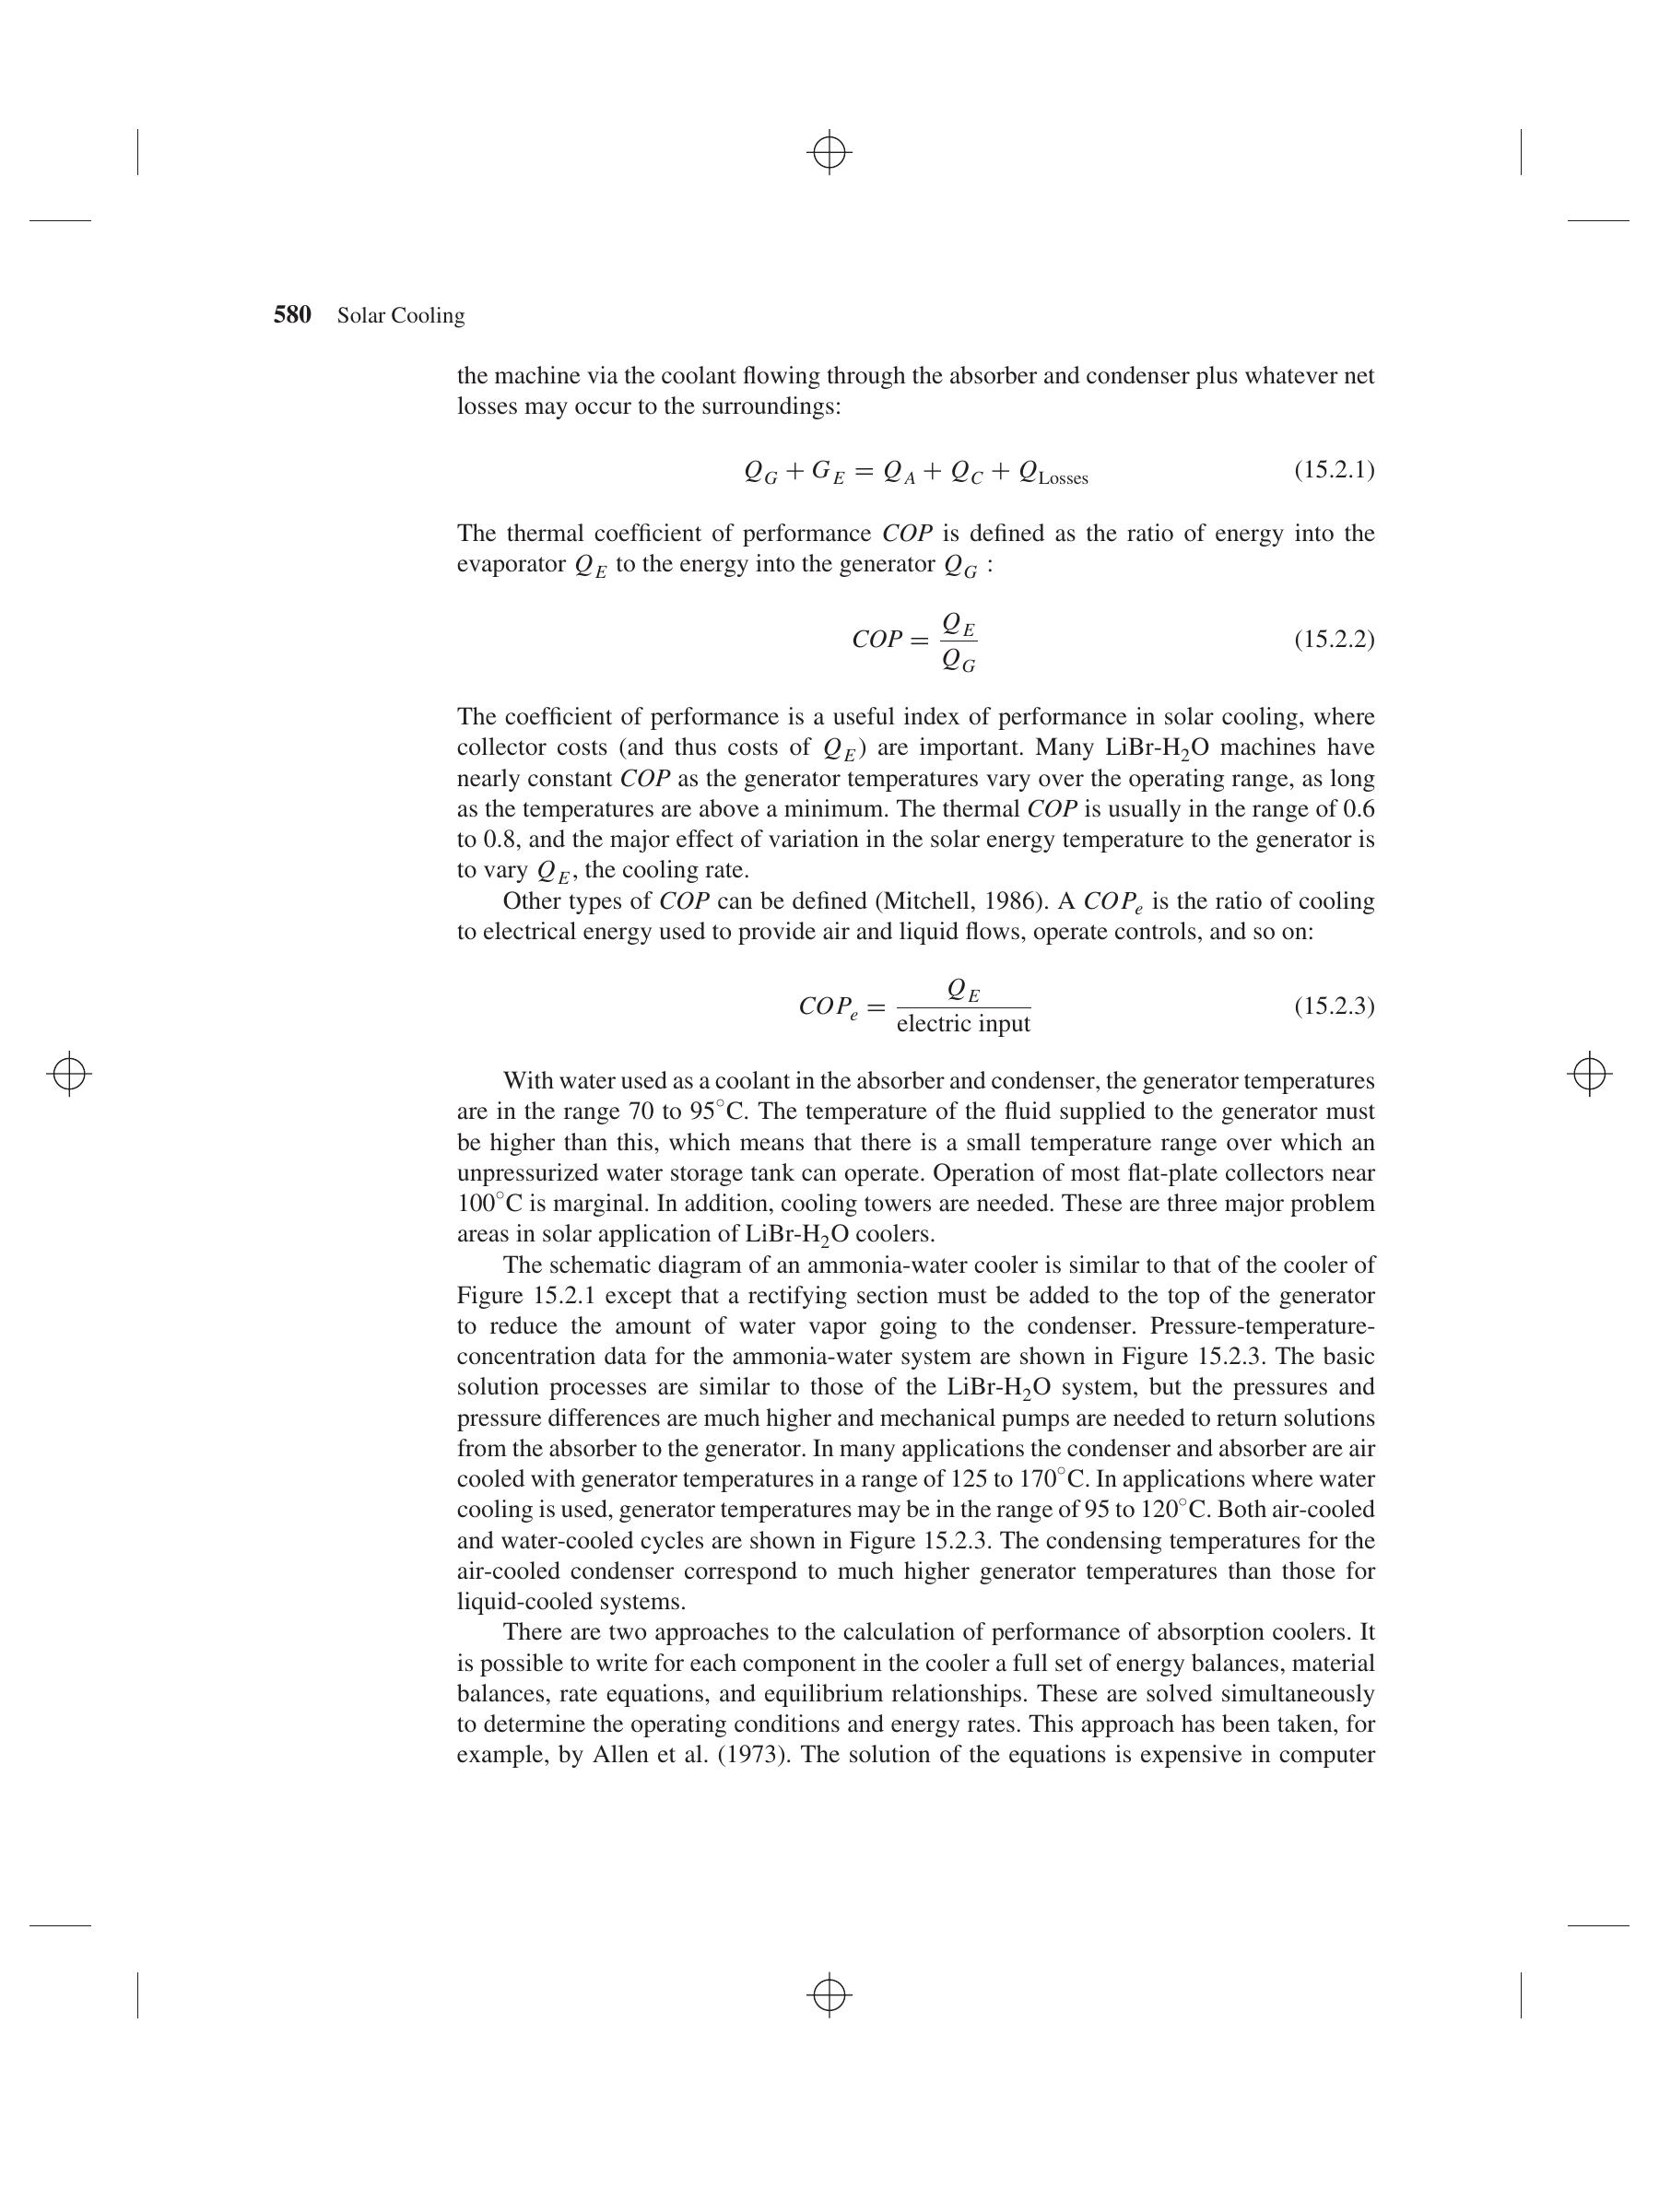 580 Solar Cooling
the machine via the coolant flowing through the absorber and condenser plus whatever net
losses may occur to the surroundings:
Q_G + G_E = Q_A + Q_C + Q_Losses (15.2.1)
The thermal coefficient of performance COP is defined as the ratio of energy into the
evaporator Q_E to the energy into the generator Q_G :
COP = Q_E / Q_G (15.2.2)
The coefficient of performance is a useful index of performance in solar cooling, where
collector costs (and thus costs of Q_E) are important. Many LiBr-H₂O machines have
nearly constant COP as the generator temperatures vary over the operating range, as long
as the temperatures are above a minimum. The thermal COP is usually in the range of 0.6
to 0.8, and the major effect of variation in the solar energy temperature to the generator is
to vary Q_E, the cooling rate.
Other types of COP can be defined (Mitchell, 1986). A COP_e is the ratio of cooling
to electrical energy used to provide air and liquid flows, operate controls, and so on:
COP_e = Q_E / electric input (15.2.3)
With water used as a coolant in the absorber and condenser, the generator temperatures
are in the range 70 to 95°C. The temperature of the fluid supplied to the generator must
be higher than this, which means that there is a small temperature range over which an
unpressurized water storage tank can operate. Operation of most flat-plate collectors near
100°C is marginal. In addition, cooling towers are needed. These are three major problem
areas in solar application of LiBr-H₂O coolers.
The schematic diagram of an ammonia-water cooler is similar to that of the cooler of
Figure 15.2.1 except that a rectifying section must be added to the top of the generator
to reduce the amount of water vapor going to the condenser. Pressure-temperature-
concentration data for the ammonia-water system are shown in Figure 15.2.3. The basic
solution processes are similar to those of the LiBr-H₂O system, but the pressures and
pressure differences are much higher and mechanical pumps are needed to return solutions
from the absorber to the generator. In many applications the condenser and absorber are air
cooled with generator temperatures in a range of 125 to 170°C. In applications where water
cooling is used, generator temperatures may be in the range of 95 to 120°C. Both air-cooled
and water-cooled cycles are shown in Figure 15.2.3. The condensing temperatures for the
air-cooled condenser correspond to much higher generator temperatures than those for
liquid-cooled systems.
There are two approaches to the calculation of performance of absorption coolers. It
is possible to write for each component in the cooler a full set of energy balances, material
balances, rate equations, and equilibrium relationships. These are solved simultaneously
to determine the operating conditions and energy rates. This approach has been taken, for
example, by Allen et al. (1973). The solution of the equations is expensive in computer